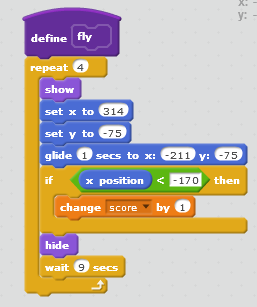 x: -
y: -
define fly
repeat 4
show
set x to 314
set y to -75
glide 1 secs to x: -211 y: -75
if x position < -170 then
change score by 1
hide
wait 9 secs